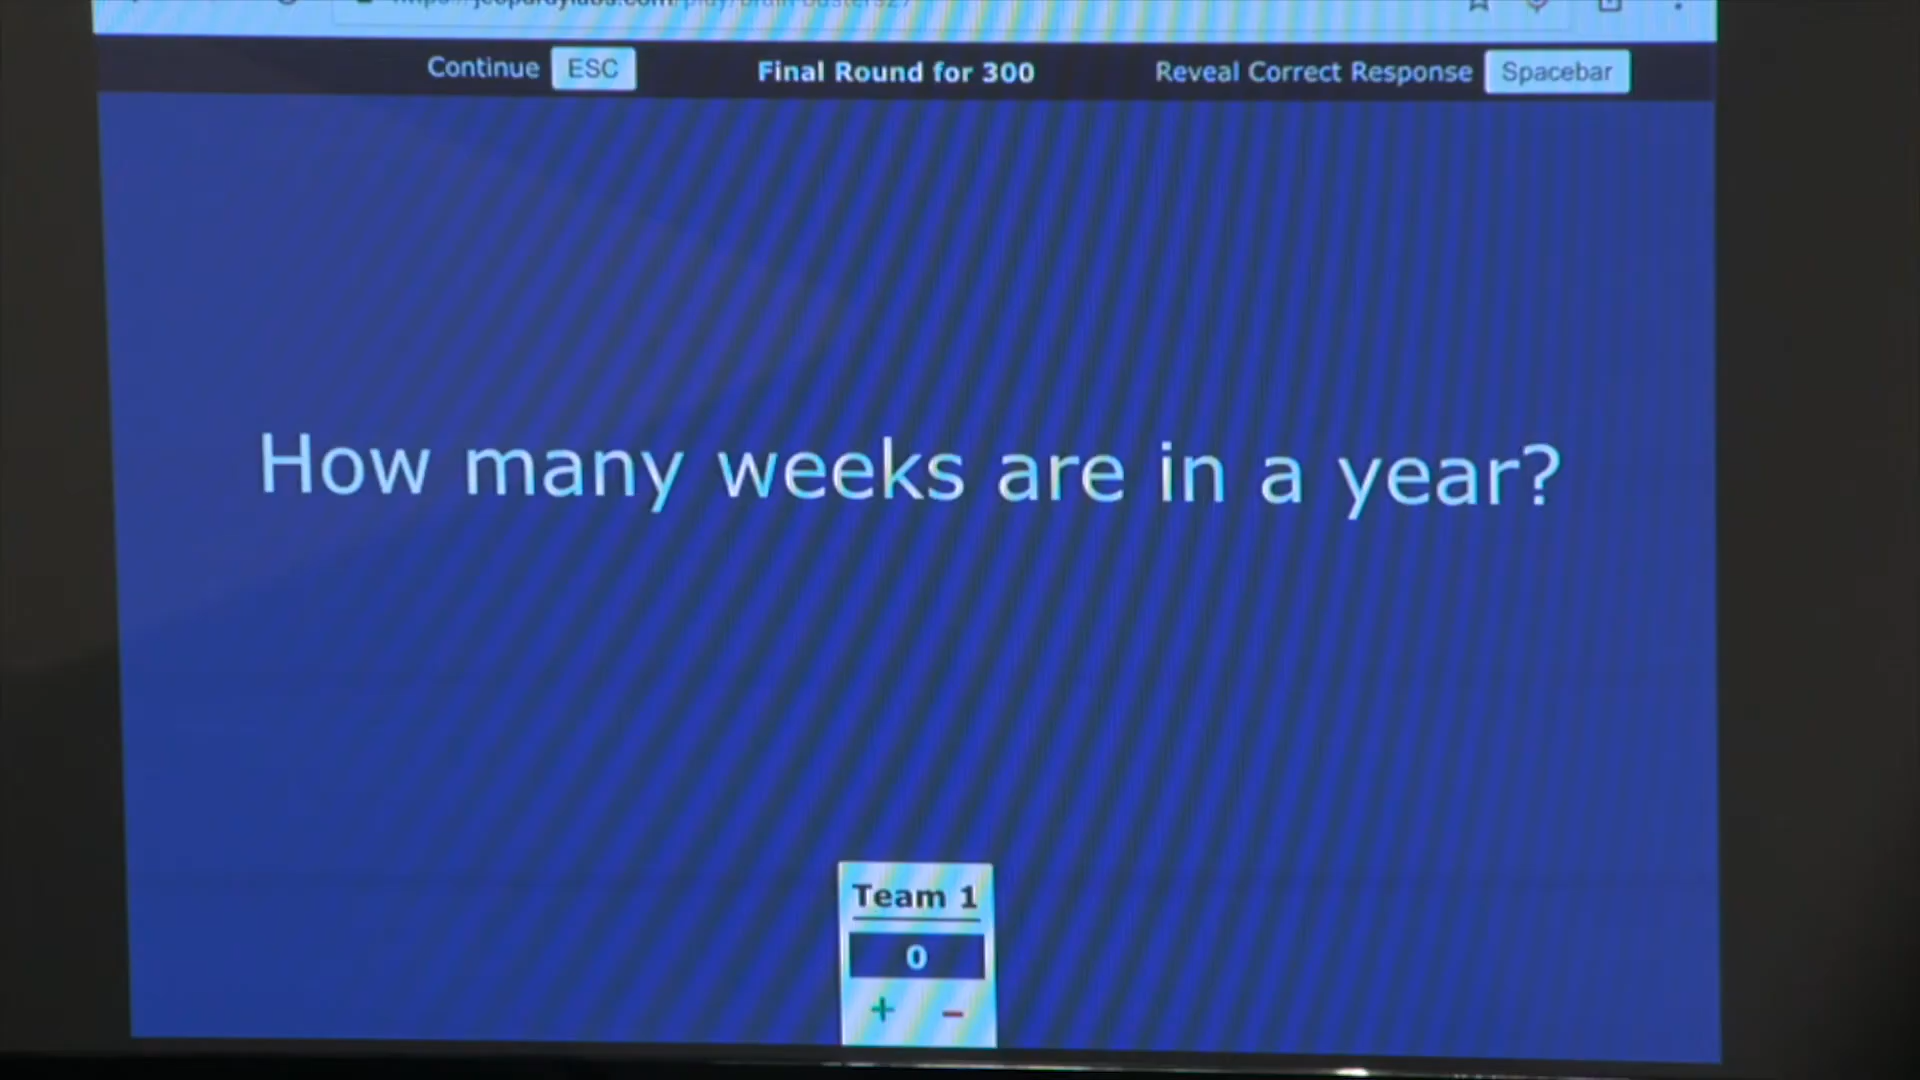 Continue ESC Final Round for 300 Reveal Correct Response Spacebar
How many weeks are in a year?
Team 1
0
+ −